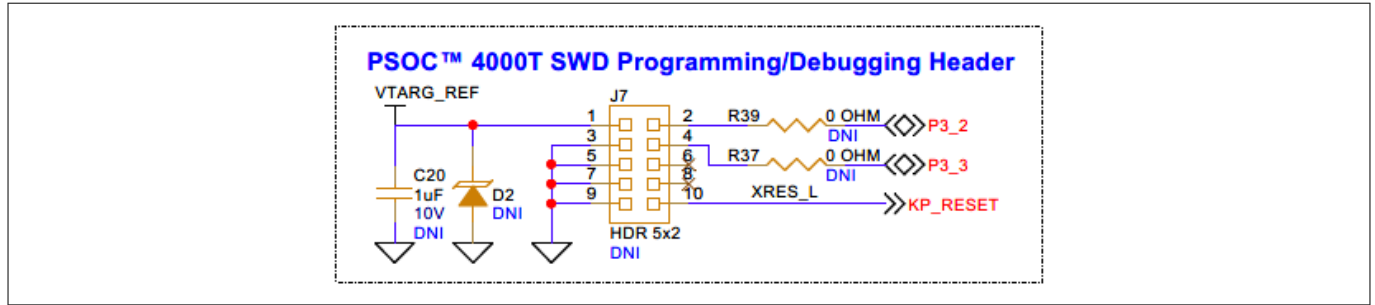 PSOC™ 4000T SWD Programming/Debugging Header
VTARG_REF
J7
1 2 R39 0 OHM P3_2
DNI
3 4
5 6 R37 0 OHM P3_3
DNI
7 8
9 10 XRES_L KP_RESET
C20
1uF
10V
DNI
D2
DNI
HDR 5x2
DNI